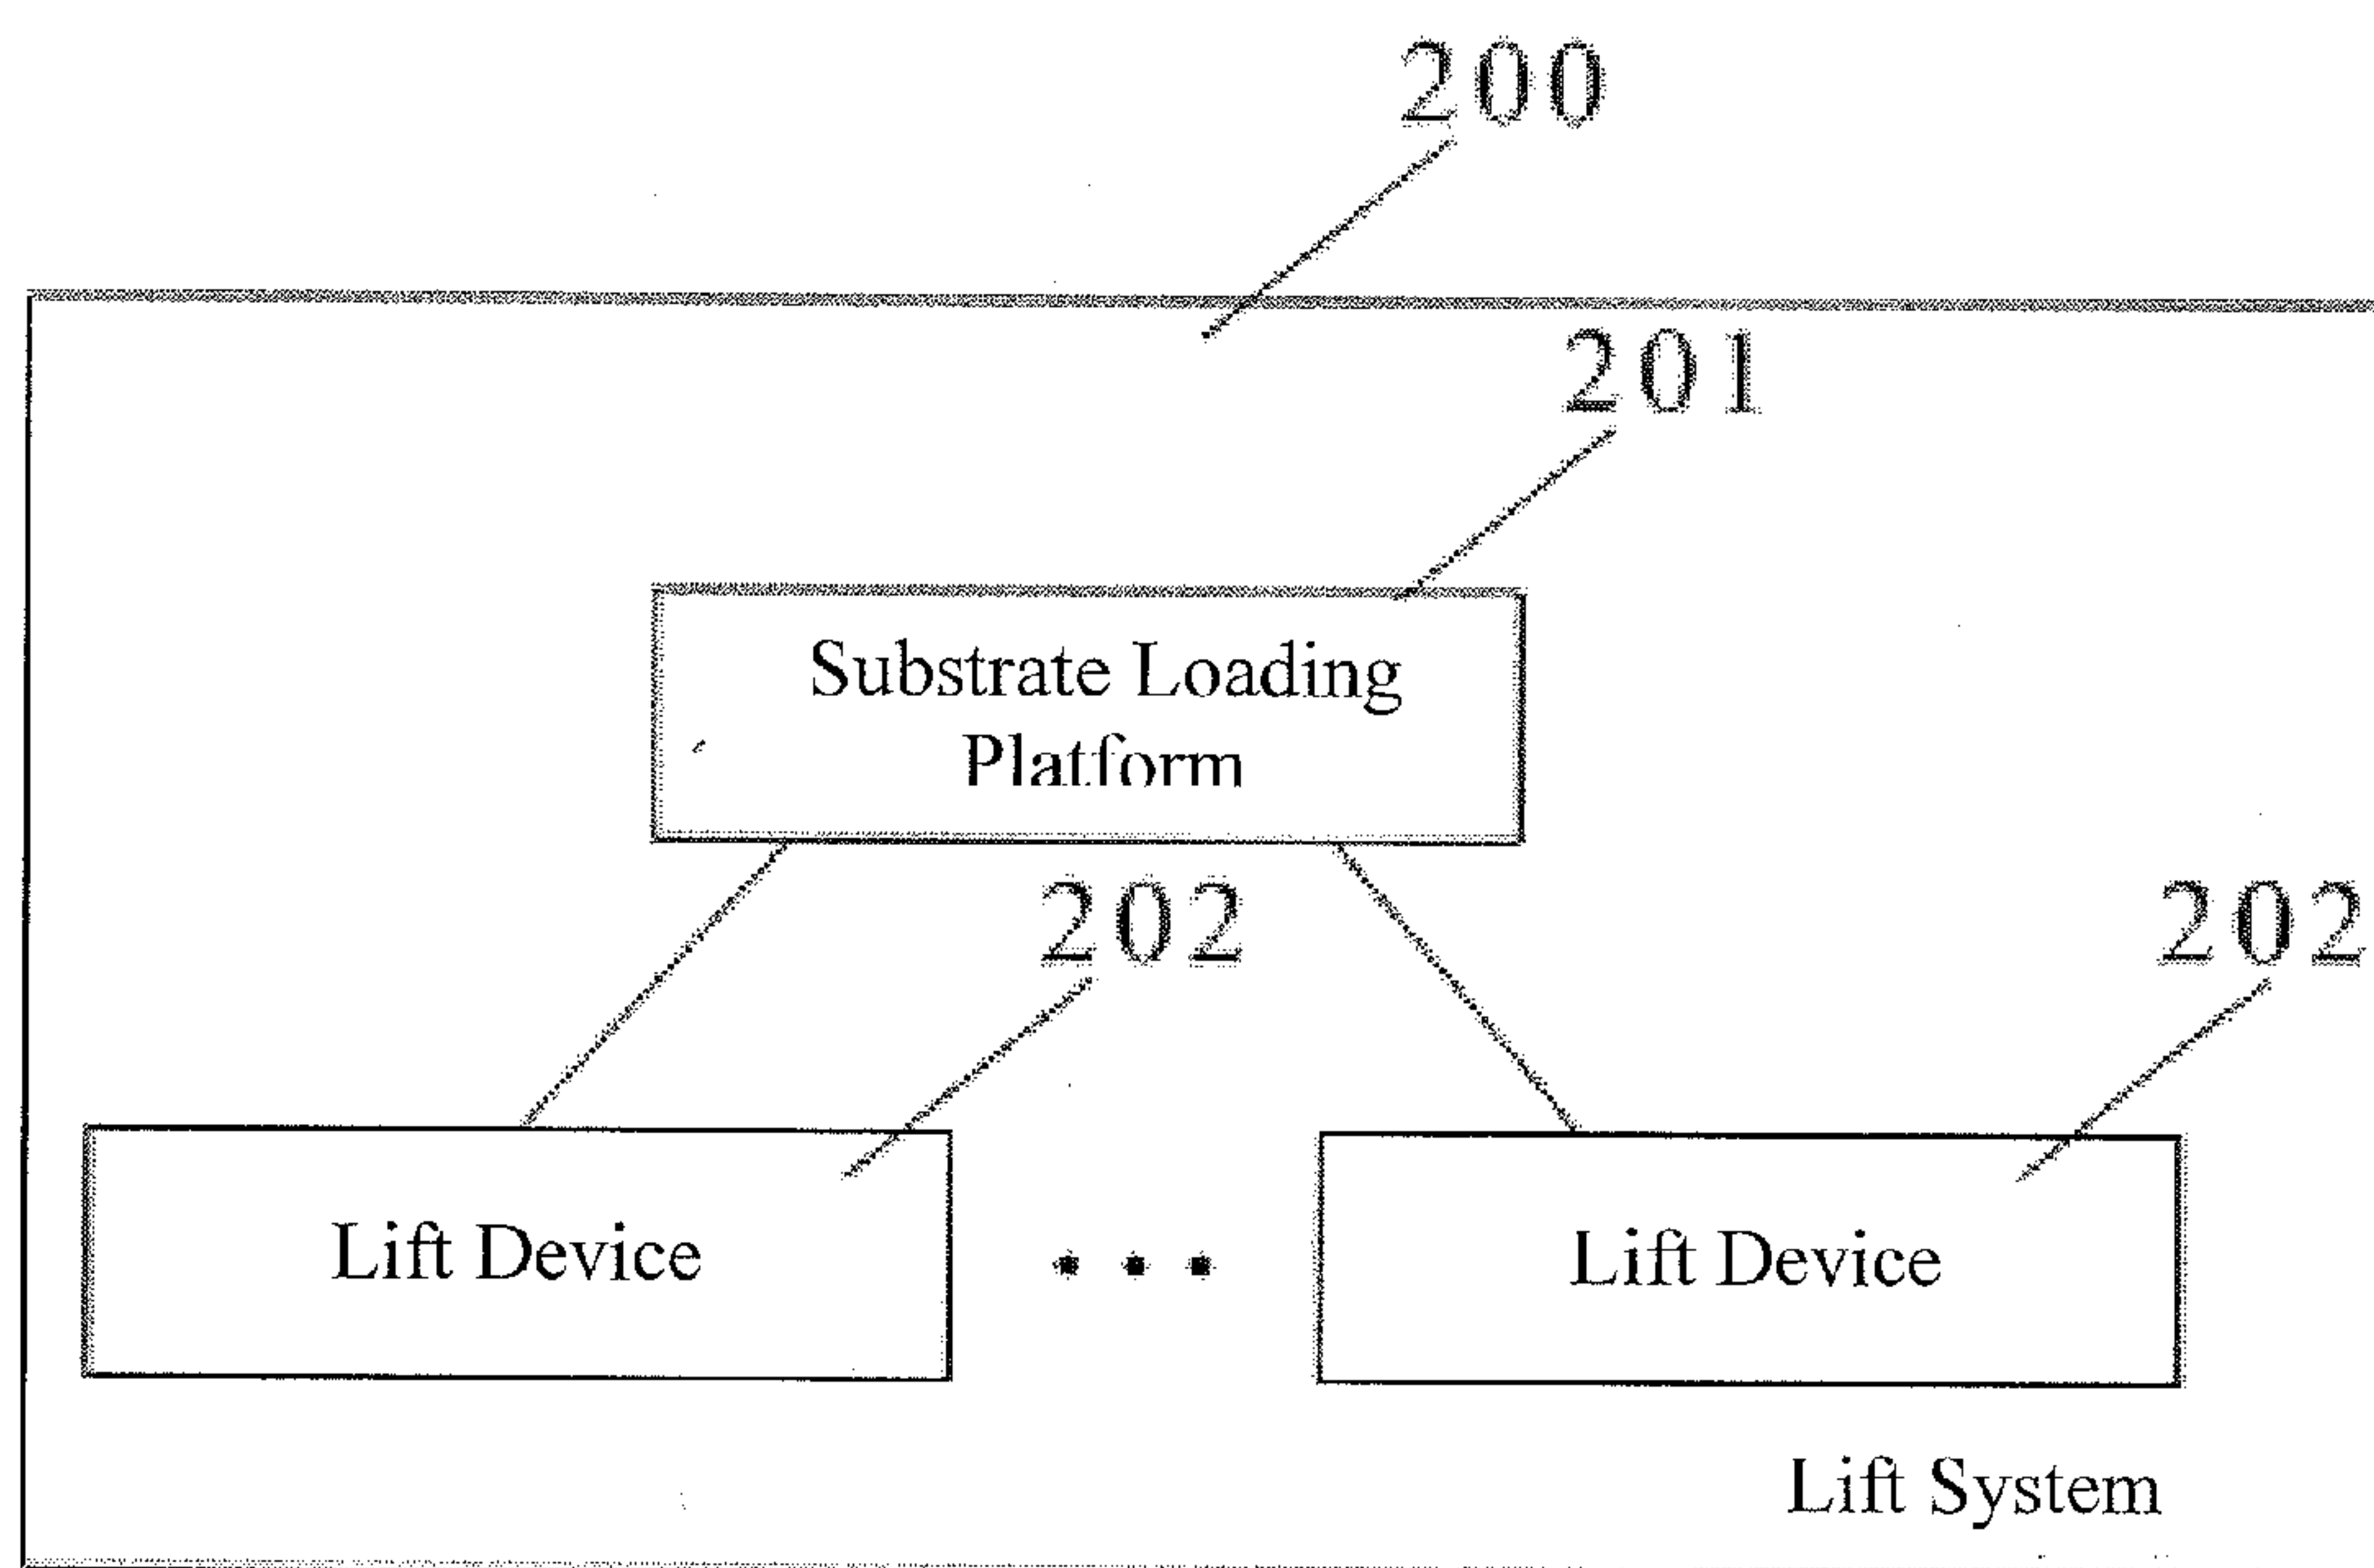 200
201
Substrate Loading
Platform
202
202
Lift Device
• • •
Lift Device
Lift System